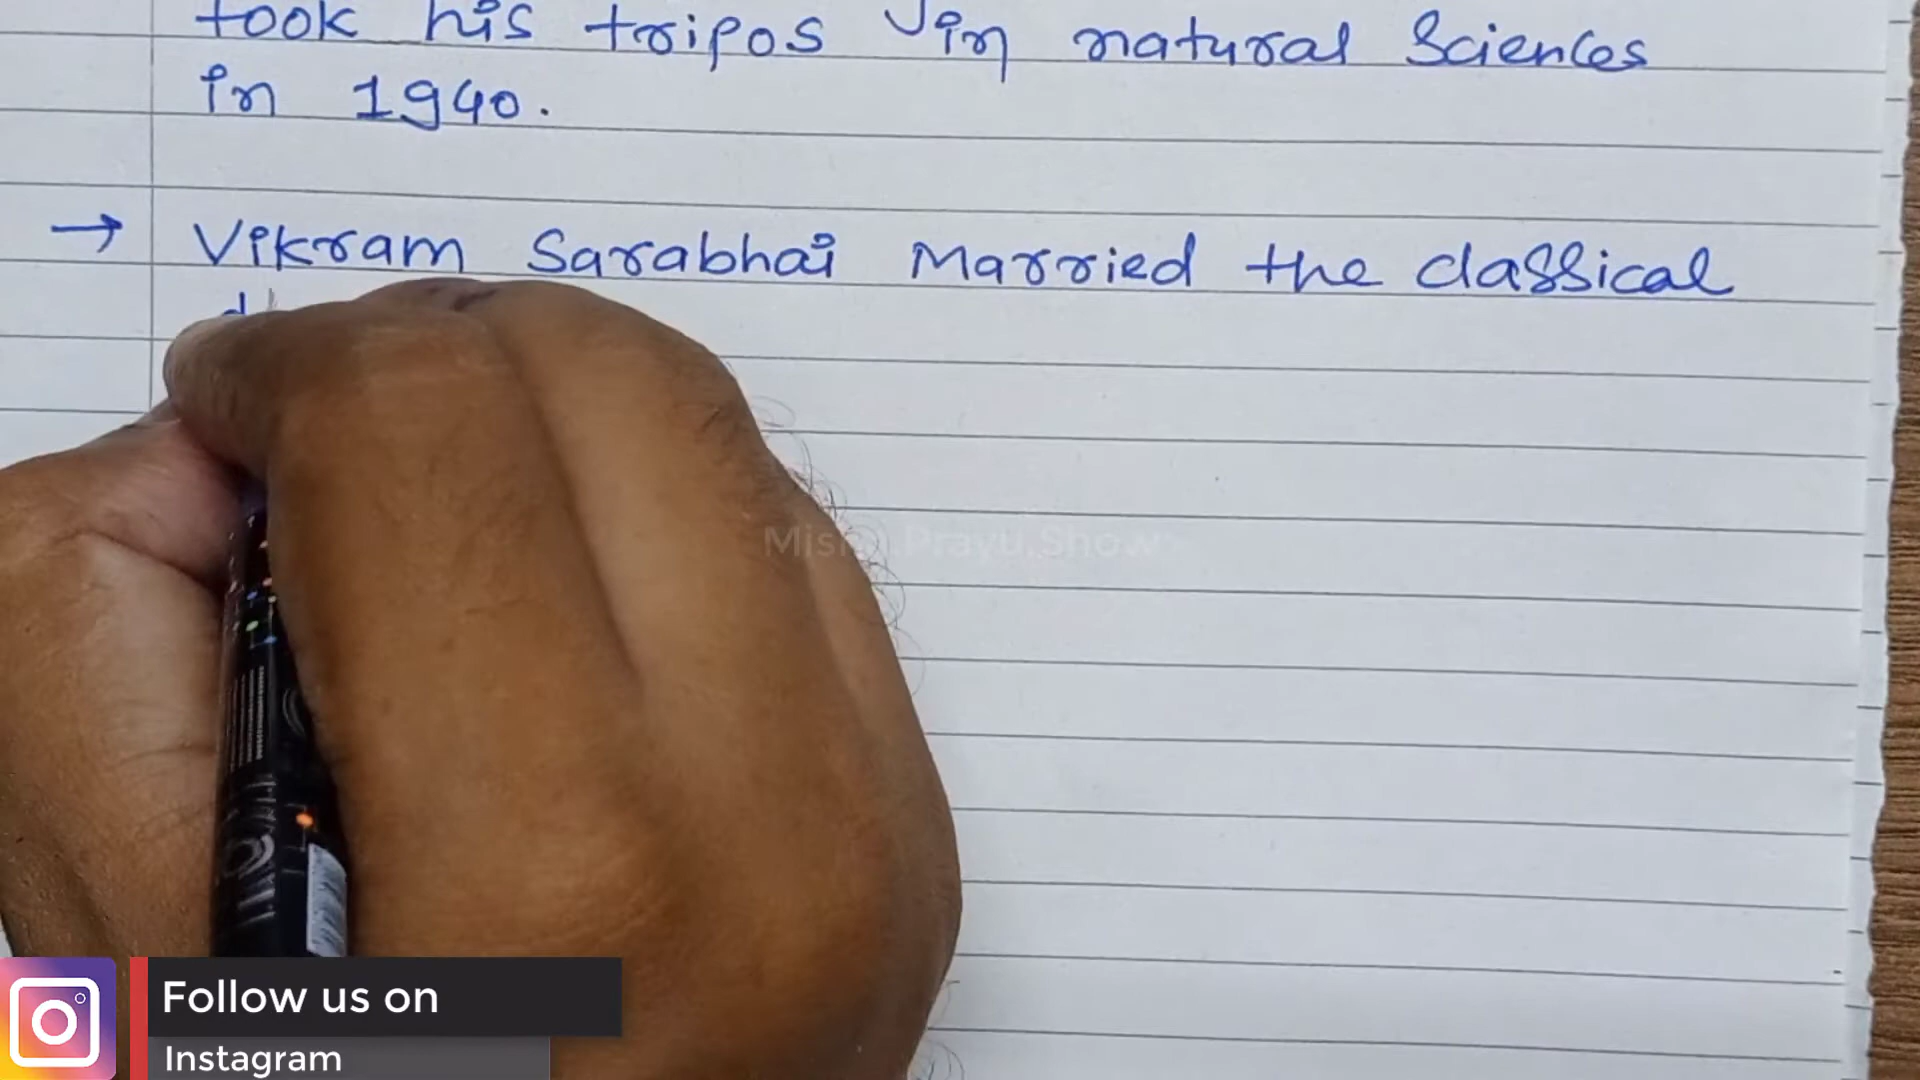 took his tripos in natural Sciences
in 1940.
→ Vikram Sarabhai Married the classical
Follow us on
Instagram